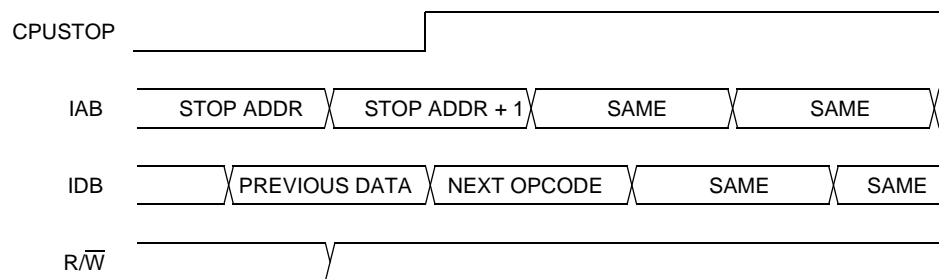 CPUSTOP
IAB STOP ADDR STOP ADDR + 1 SAME SAME
IDB PREVIOUS DATA NEXT OPCODE SAME SAME
R/W̅